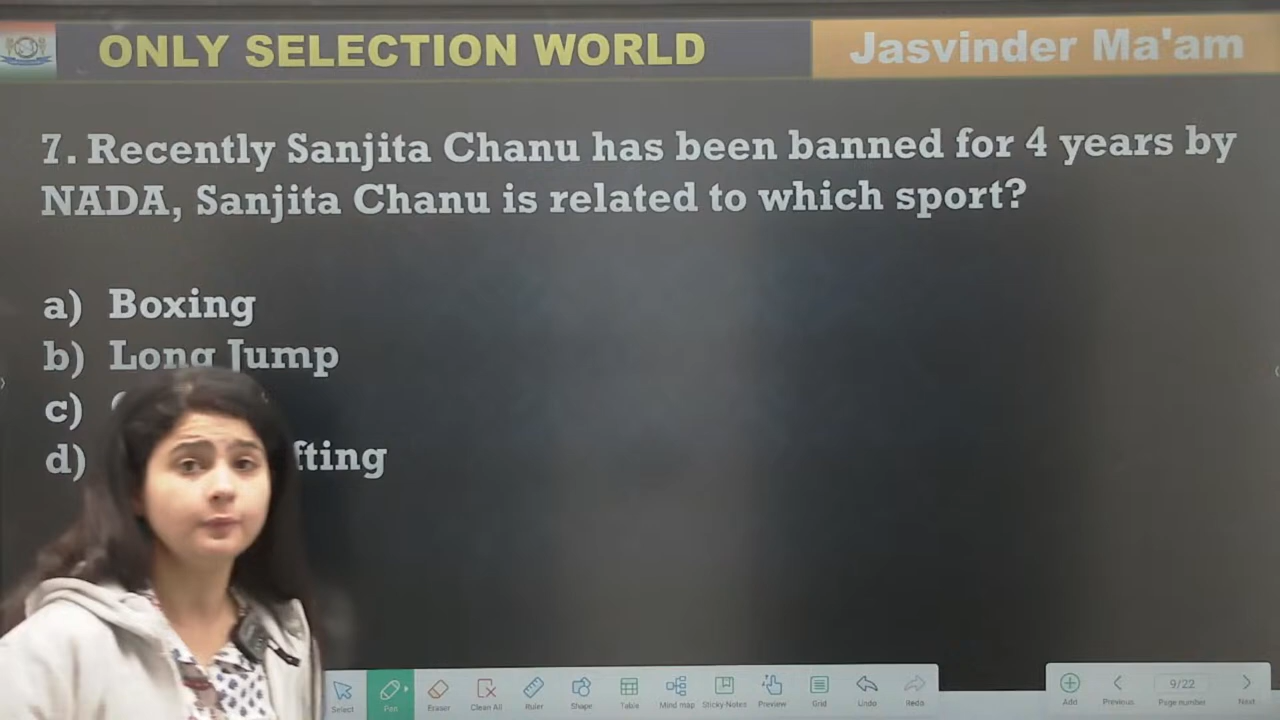 ONLY SELECTION WORLD
Jasvinder Ma'am
7. Recently Sanjita Chanu has been banned for 4 years by
NADA, Sanjita Chanu is related to which sport?
a) Boxing
b) Long Jump
c)
d) fting
Select
Pen
Eraser
Clean All
Ruler
Shape
Table
Mind map
Sticky-Notes
Preview
Grid
Undo
Redo
Add
Previous
9/22
Page number
Next